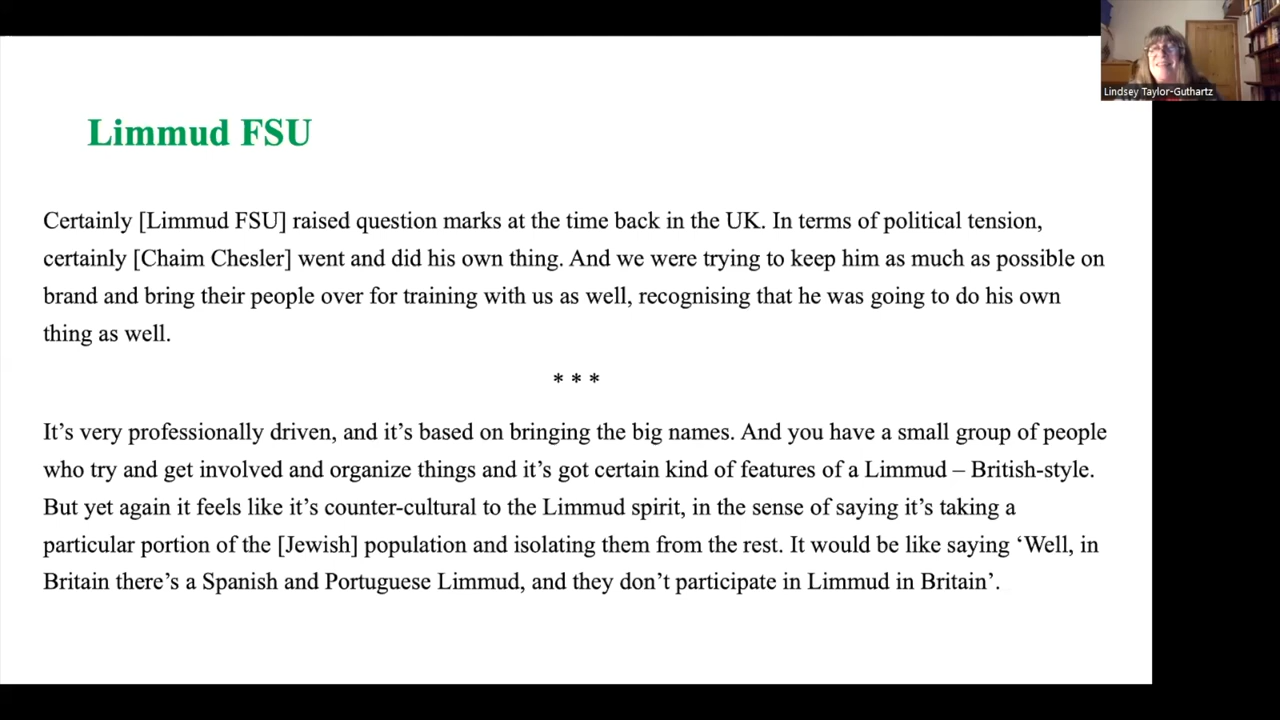 Lindsey Taylor-Guthartz
Limmud FSU
Certainly [Limmud FSU] raised question marks at the time back in the UK. In terms of political tension,
certainly [Chaim Chesler] went and did his own thing. And we were trying to keep him as much as possible on
brand and bring their people over for training with us as well, recognising that he was going to do his own
thing as well.
* * *
It’s very professionally driven, and it’s based on bringing the big names. And you have a small group of people
who try and get involved and organize things and it’s got certain kind of features of a Limmud – British-style.
But yet again it feels like it’s counter-cultural to the Limmud spirit, in the sense of saying it’s taking a
particular portion of the [Jewish] population and isolating them from the rest. It would be like saying ‘Well, in
Britain there’s a Spanish and Portuguese Limmud, and they don’t participate in Limmud in Britain’.